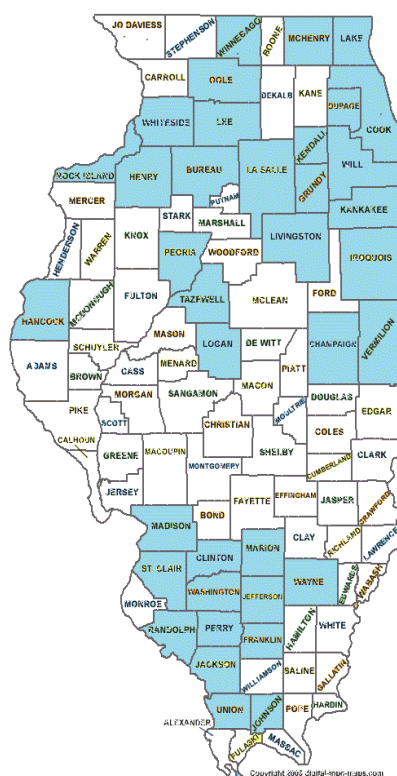 JO DAVIESS
STEPHENSON
WINNEBAGO
BOONE
MCHENRY
LAKE
CARROLL
OGLE
DEKALB
KANE
DUPAGE
COOK
WHITESIDE
LEE
KENDALL
WILL
ROCK ISLAND
HENRY
BUREAU
LA SALLE
GRUNDY
MERCER
PUTNAM
KANKAKEE
STARK
MARSHALL
HENDERSON
WARREN
KNOX
PEORIA
WOODFORD
LIVINGSTON
IROQUOIS
FULTON
TAZEWELL
MCLEAN
FORD
HANCOCK
MCDONOUGH
MASON
LOGAN
DE WITT
CHAMPAIGN
VERMILION
SCHUYLER
ADAMS
BROWN
CASS
MENARD
MACON
PIATT
DOUGLAS
MORGAN
SANGAMON
MOULTRIE
EDGAR
PIKE
SCOTT
CHRISTIAN
COLES
CALHOUN
GREENE
MACOUPIN
MONTGOMERY
SHELBY
CUMBERLAND
CLARK
JERSEY
FAYETTE
EFFINGHAM
JASPER
CRAWFORD
MADISON
BOND
CLAY
RICHLAND
LAWRENCE
CLINTON
MARION
ST CLAIR
WASHINGTON
JEFFERSON
WAYNE
EDWARDS
WABASH
MONROE
RANDOLPH
PERRY
FRANKLIN
HAMILTON
WHITE
JACKSON
WILLIAMSON
SALINE
GALLATIN
UNION
JOHNSON
POPE
HARDIN
ALEXANDER
PULASKI
MASSAC
Copyright 2005 digital-topo-maps.com